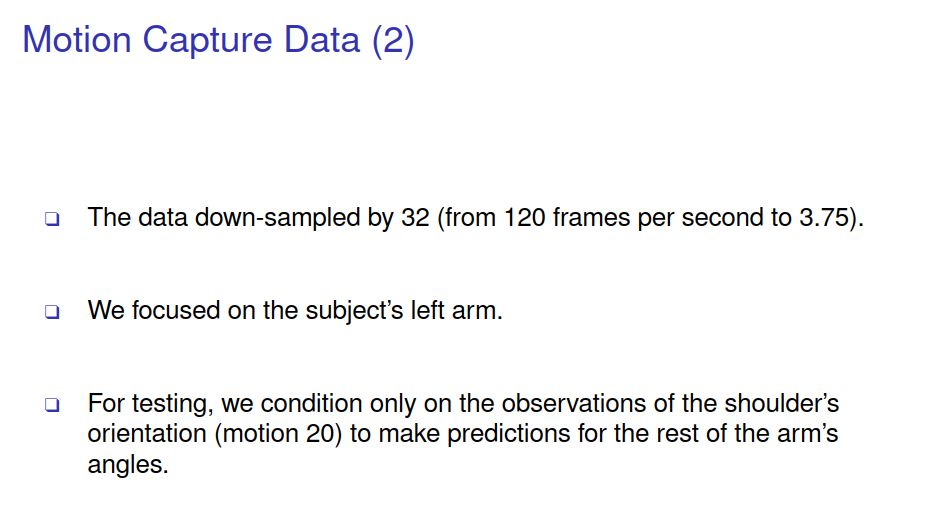 Motion Capture Data (2)
The data down-sampled by 32 (from 120 frames per second to 3.75).
We focused on the subject’s left arm.
For testing, we condition only on the observations of the shoulder’s
orientation (motion 20) to make predictions for the rest of the arm’s
angles.